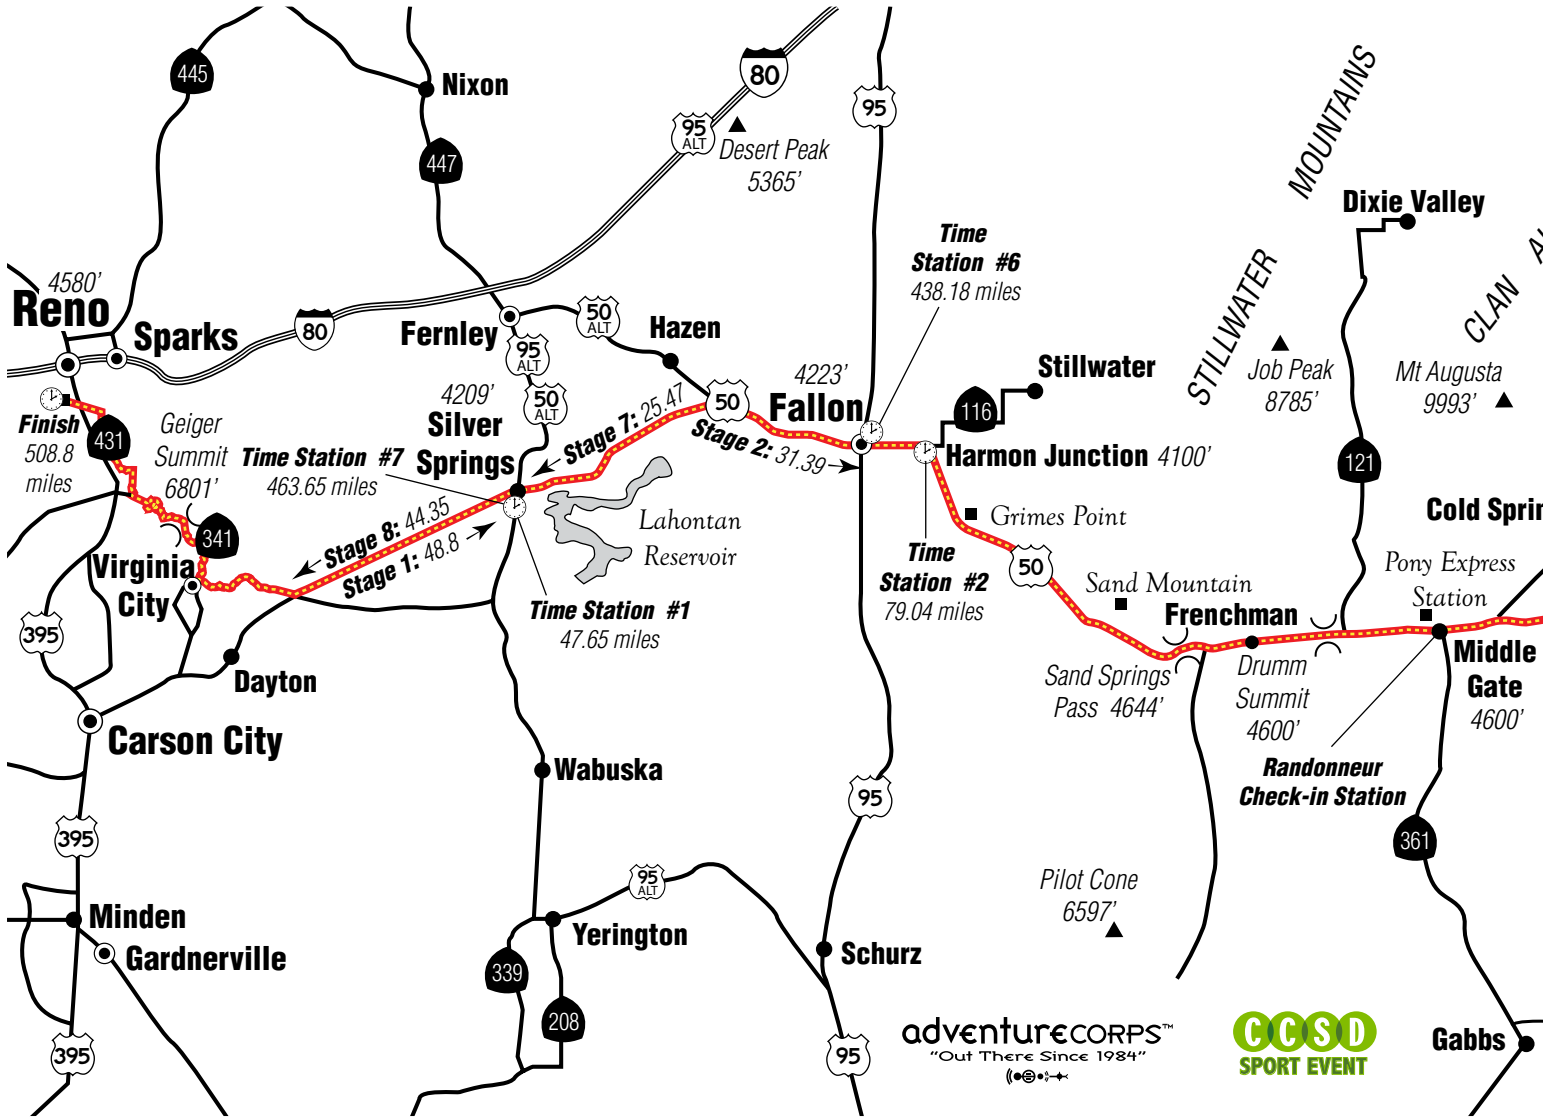 445
Nixon
80
95
ALT
95
Desert Peak
5365'
447
MOUNTAINS
Dixie Valley
Time
Station #6
438.18 miles
4580'
Reno
Sparks
80
Fernley
50
ALT
Hazen
95
ALT
STILLWATER
CLAN
Job Peak
8785'
Mt Augusta
9993'
4209'
Silver
Springs
50
ALT
Stage 7: 25.47
50
4223'
Fallon
Stage 2: 31.39
116
Stillwater
Harmon Junction 4100'
121
Finish
508.8
miles
431
Geiger
Summit
6801'
Time Station #7
463.65 miles
341
Stage 8: 44.35
Stage 1: 48.8
Lahontan
Reservoir
Grimes Point
Cold Sprin
Time
Station #2
79.04 miles
50
Sand Mountain
Pony Express
Station
Virginia
City
395
Time Station #1
47.65 miles
Frenchman
Dayton
Sand Springs
Pass 4644'
Drumm
Summit
4600'
Middle
Gate
4600'
Carson City
Wabuska
95
Randonneur
Check-in Station
395
361
95
ALT
Pilot Cone
6597'
Minden
Gardnerville
Yerington
Schurz
339
208
395
95
adventureCORPS™
"Out There Since 1984"
CCSD
SPORT EVENT
Gabbs